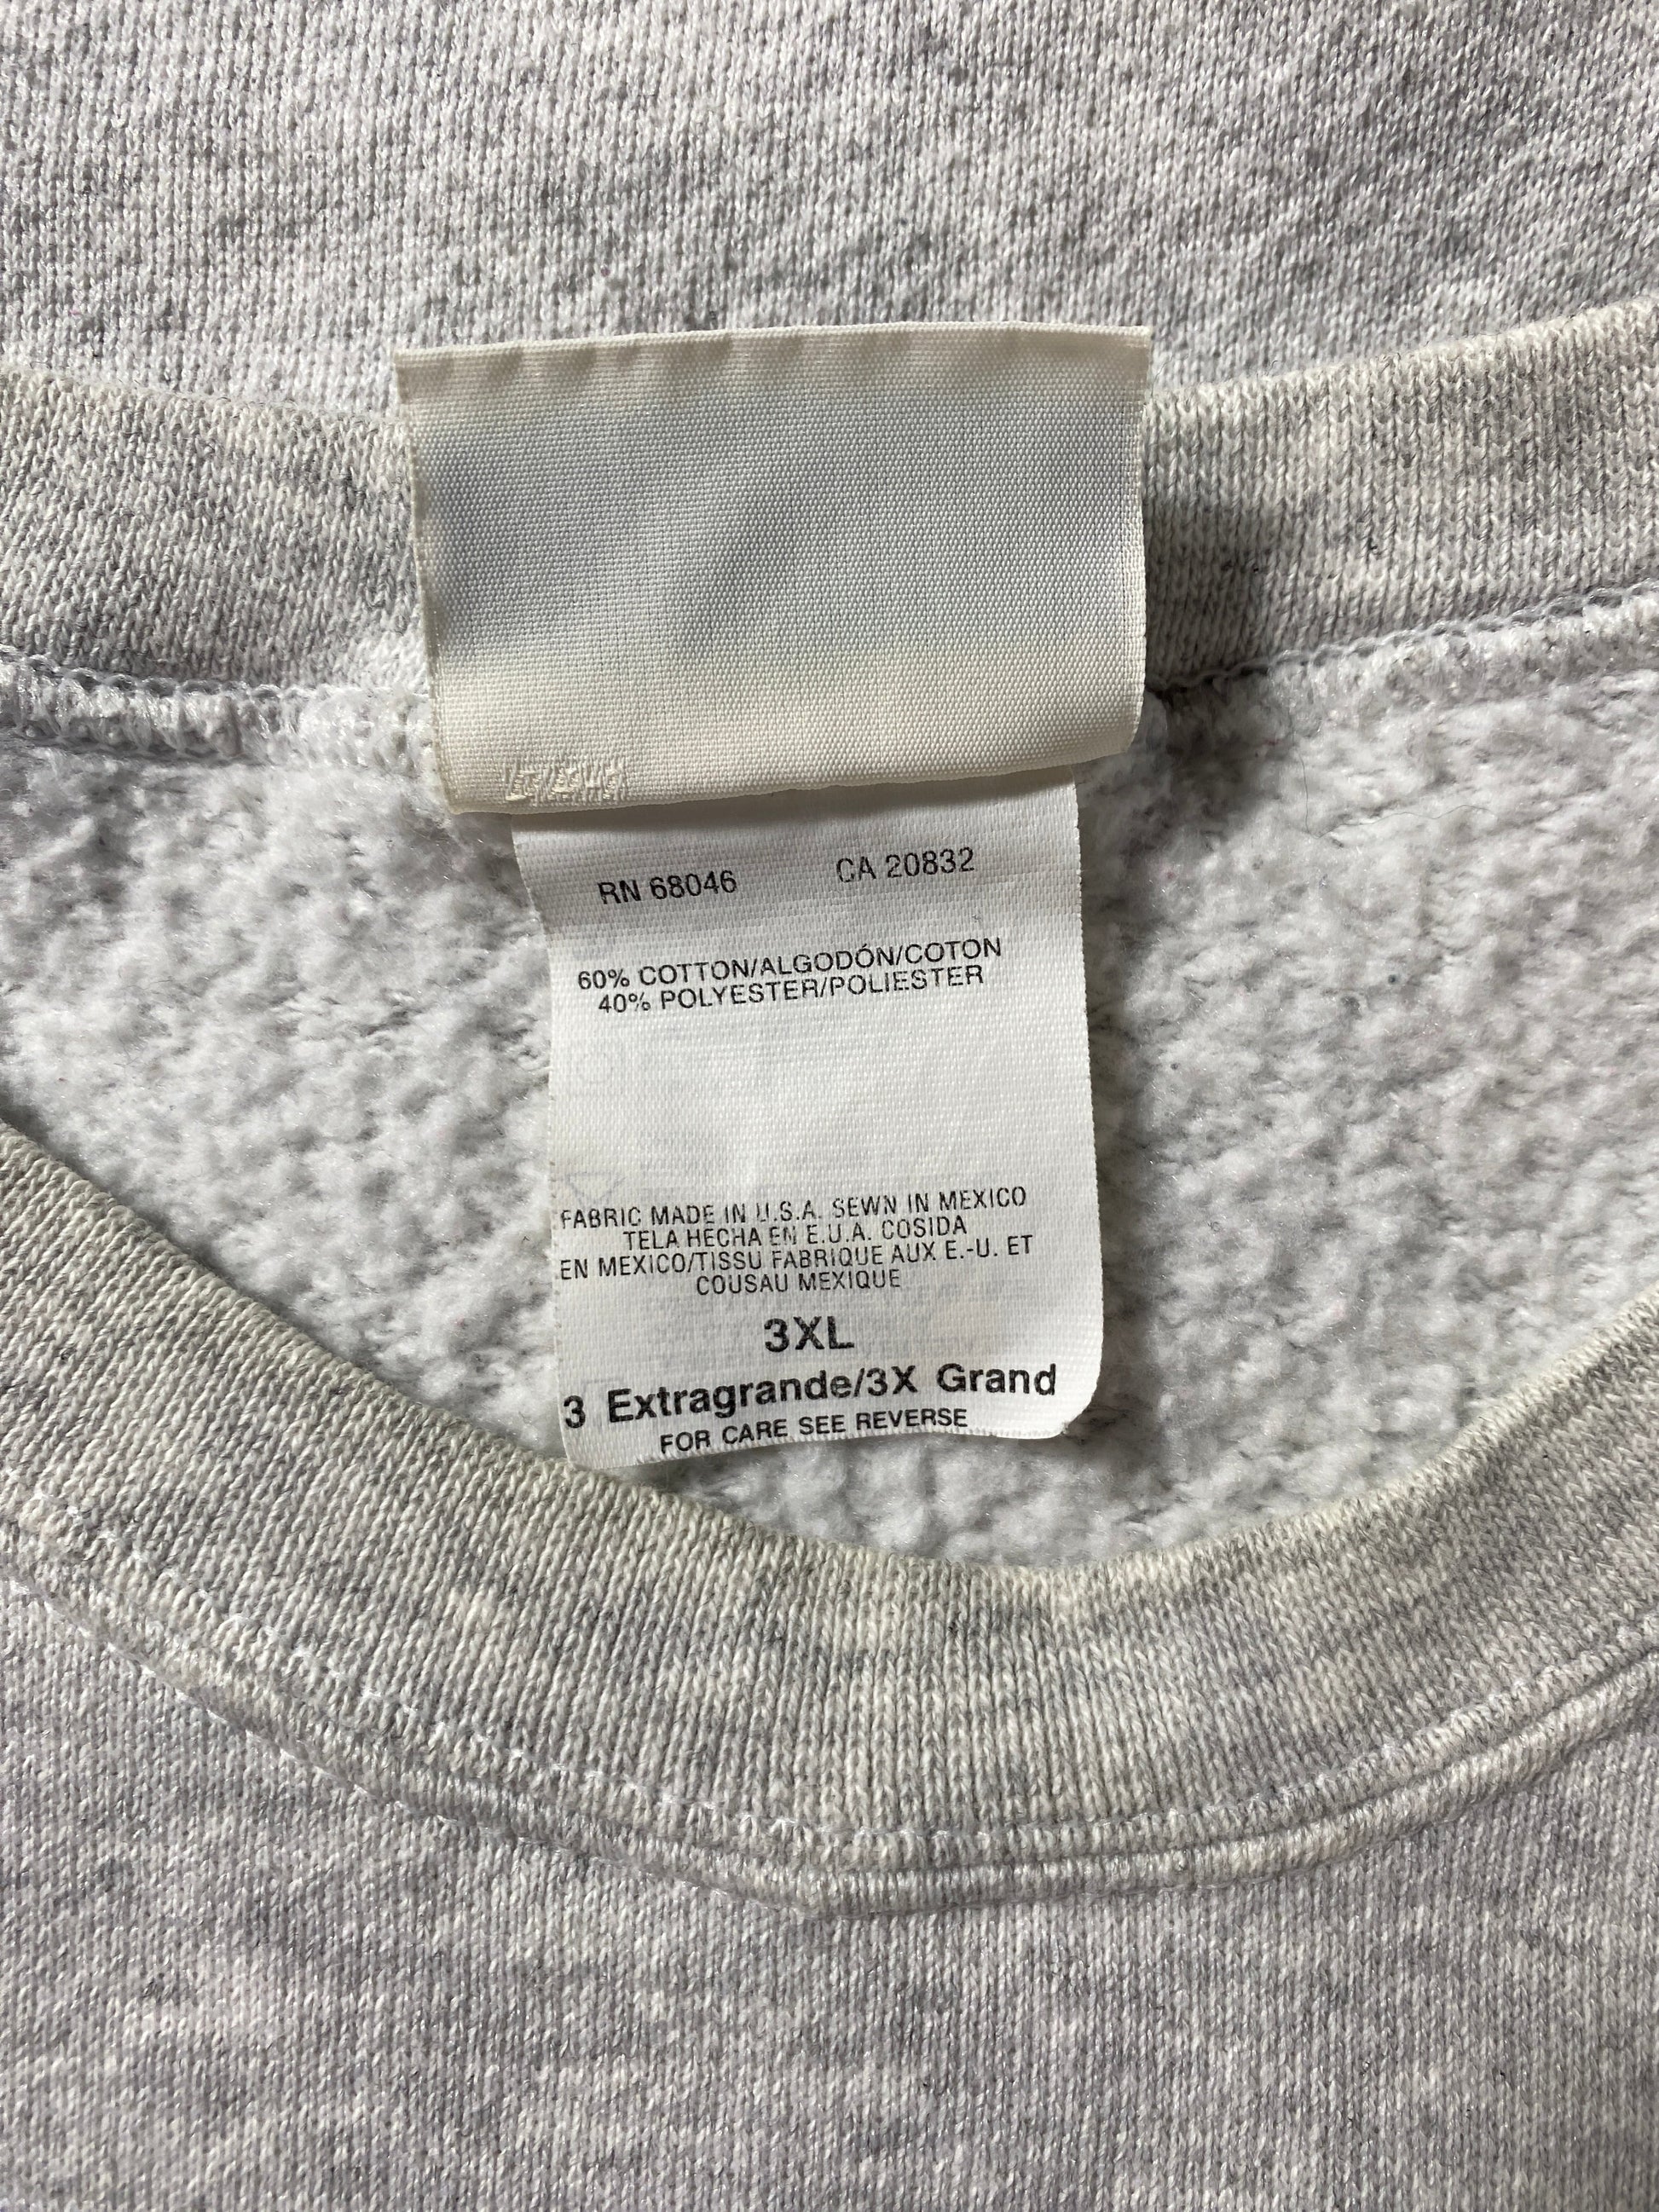 RN 68046 CA 20832
60% COTTON/ALGODÓN/COTON
40% POLYESTER/POLIESTER
FABRIC MADE IN U.S.A. SEWN IN MEXICO
TELA HECHA EN E.U.A. COSIDA
EN MEXICO/TISSU FABRIQUE AUX E.-U. ET
COUSAU MEXIQUE
3XL
3 Extragrande/3X Grand
FOR CARE SEE REVERSE